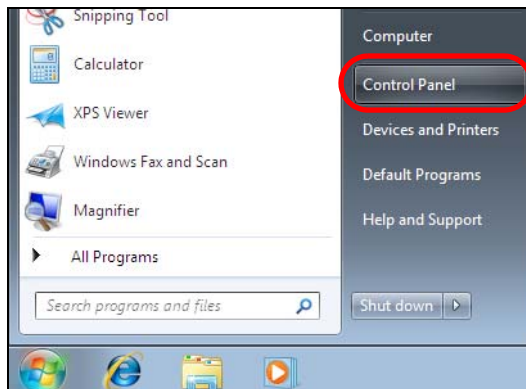 Snipping Tool
Calculator
XPS Viewer
Windows Fax and Scan
Magnifier
All Programs
Search programs and files
Computer
Control Panel
Devices and Printers
Default Programs
Help and Support
Shut down